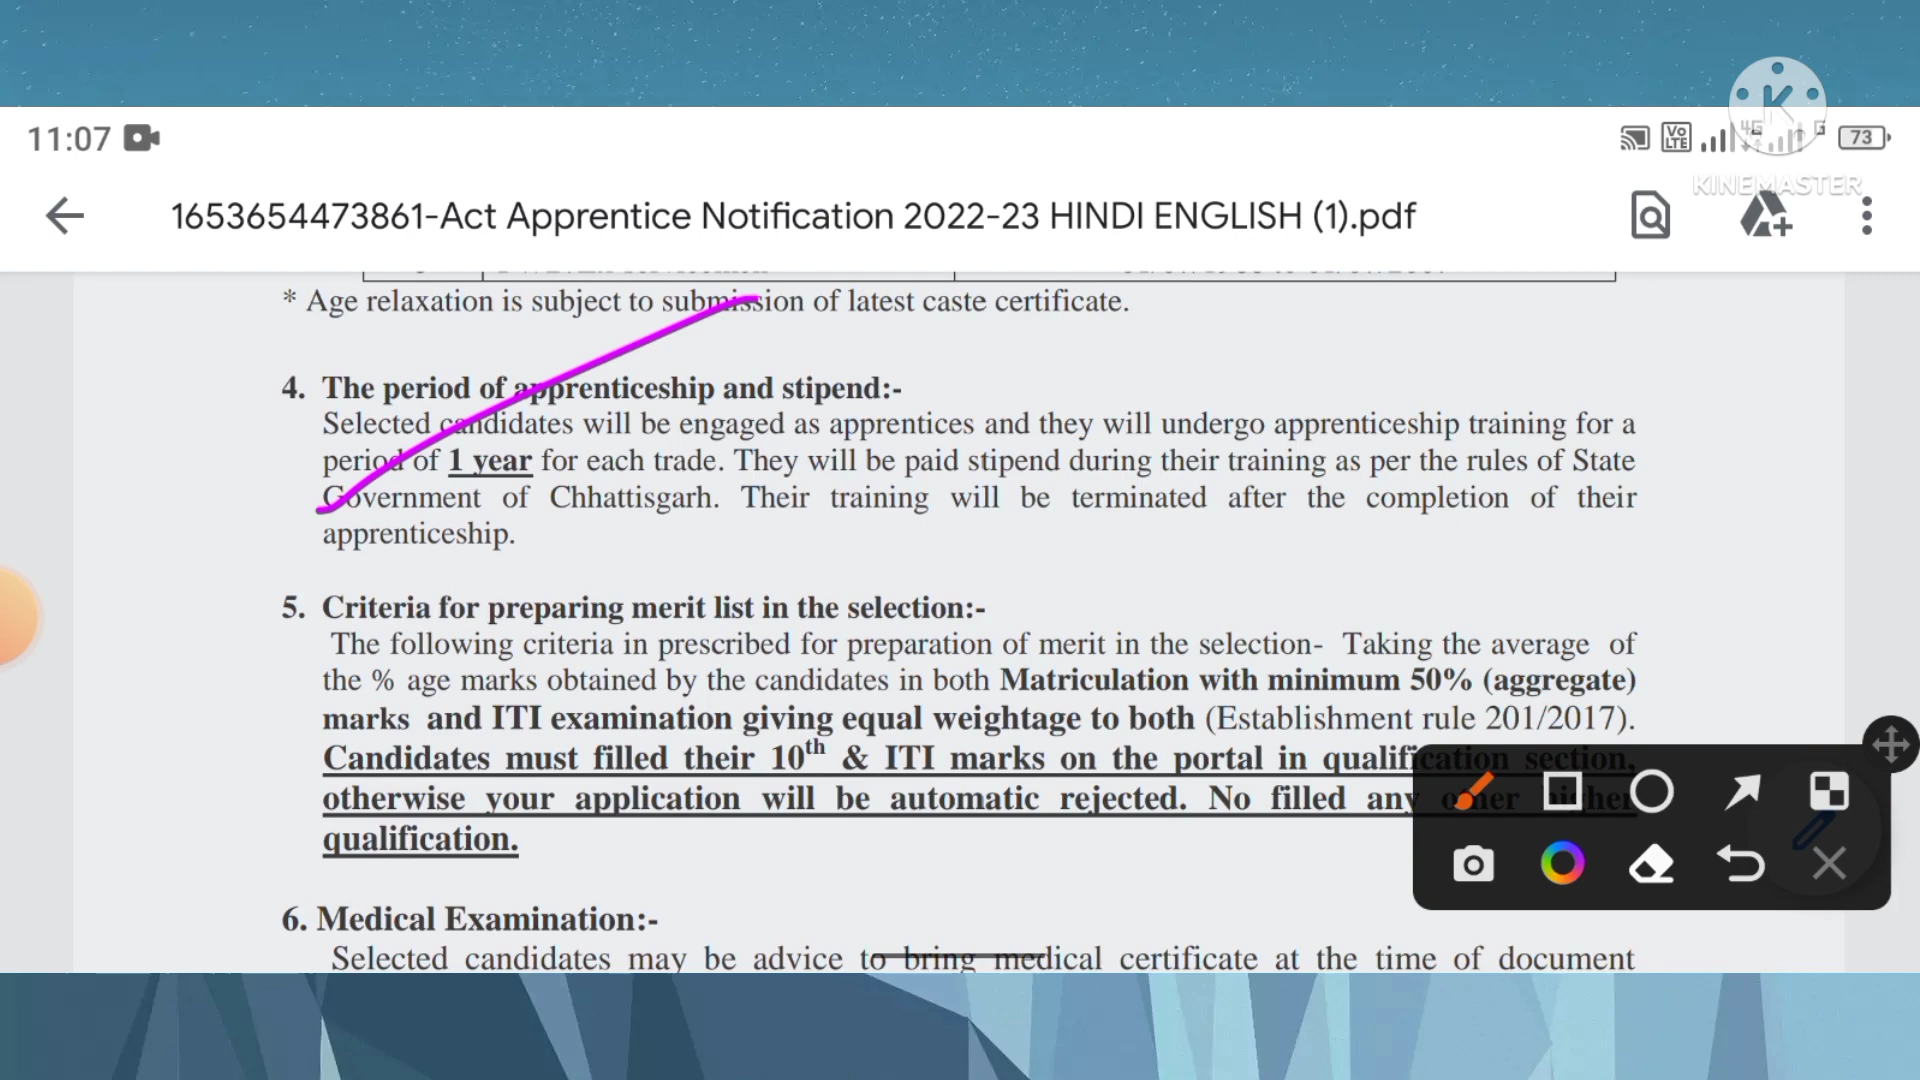 11:07
Vo
LTE
4G
G
73
K
KINEMASTER
1653654473861-Act Apprentice Notification 2022-23 HINDI ENGLISH (1).pdf
* Age relaxation is subject to submission of latest caste certificate.
4. The period of apprenticeship and stipend:-
Selected candidates will be engaged as apprentices and they will undergo apprenticeship training for a
period of 1 year for each trade. They will be paid stipend during their training as per the rules of State
Government of Chhattisgarh. Their training will be terminated after the completion of their
apprenticeship.
5. Criteria for preparing merit list in the selection:-
The following criteria in prescribed for preparation of merit in the selection- Taking the average of
the % age marks obtained by the candidates in both Matriculation with minimum 50% (aggregate)
marks and ITI examination giving equal weightage to both (Establishment rule 201/2017).
Candidates must filled their 10th & ITI marks on the portal in qualification section,
otherwise your application will be automatic rejected. No filled any other higher
qualification.
6. Medical Examination:-
Selected candidates may be advice to bring medical certificate at the time of document